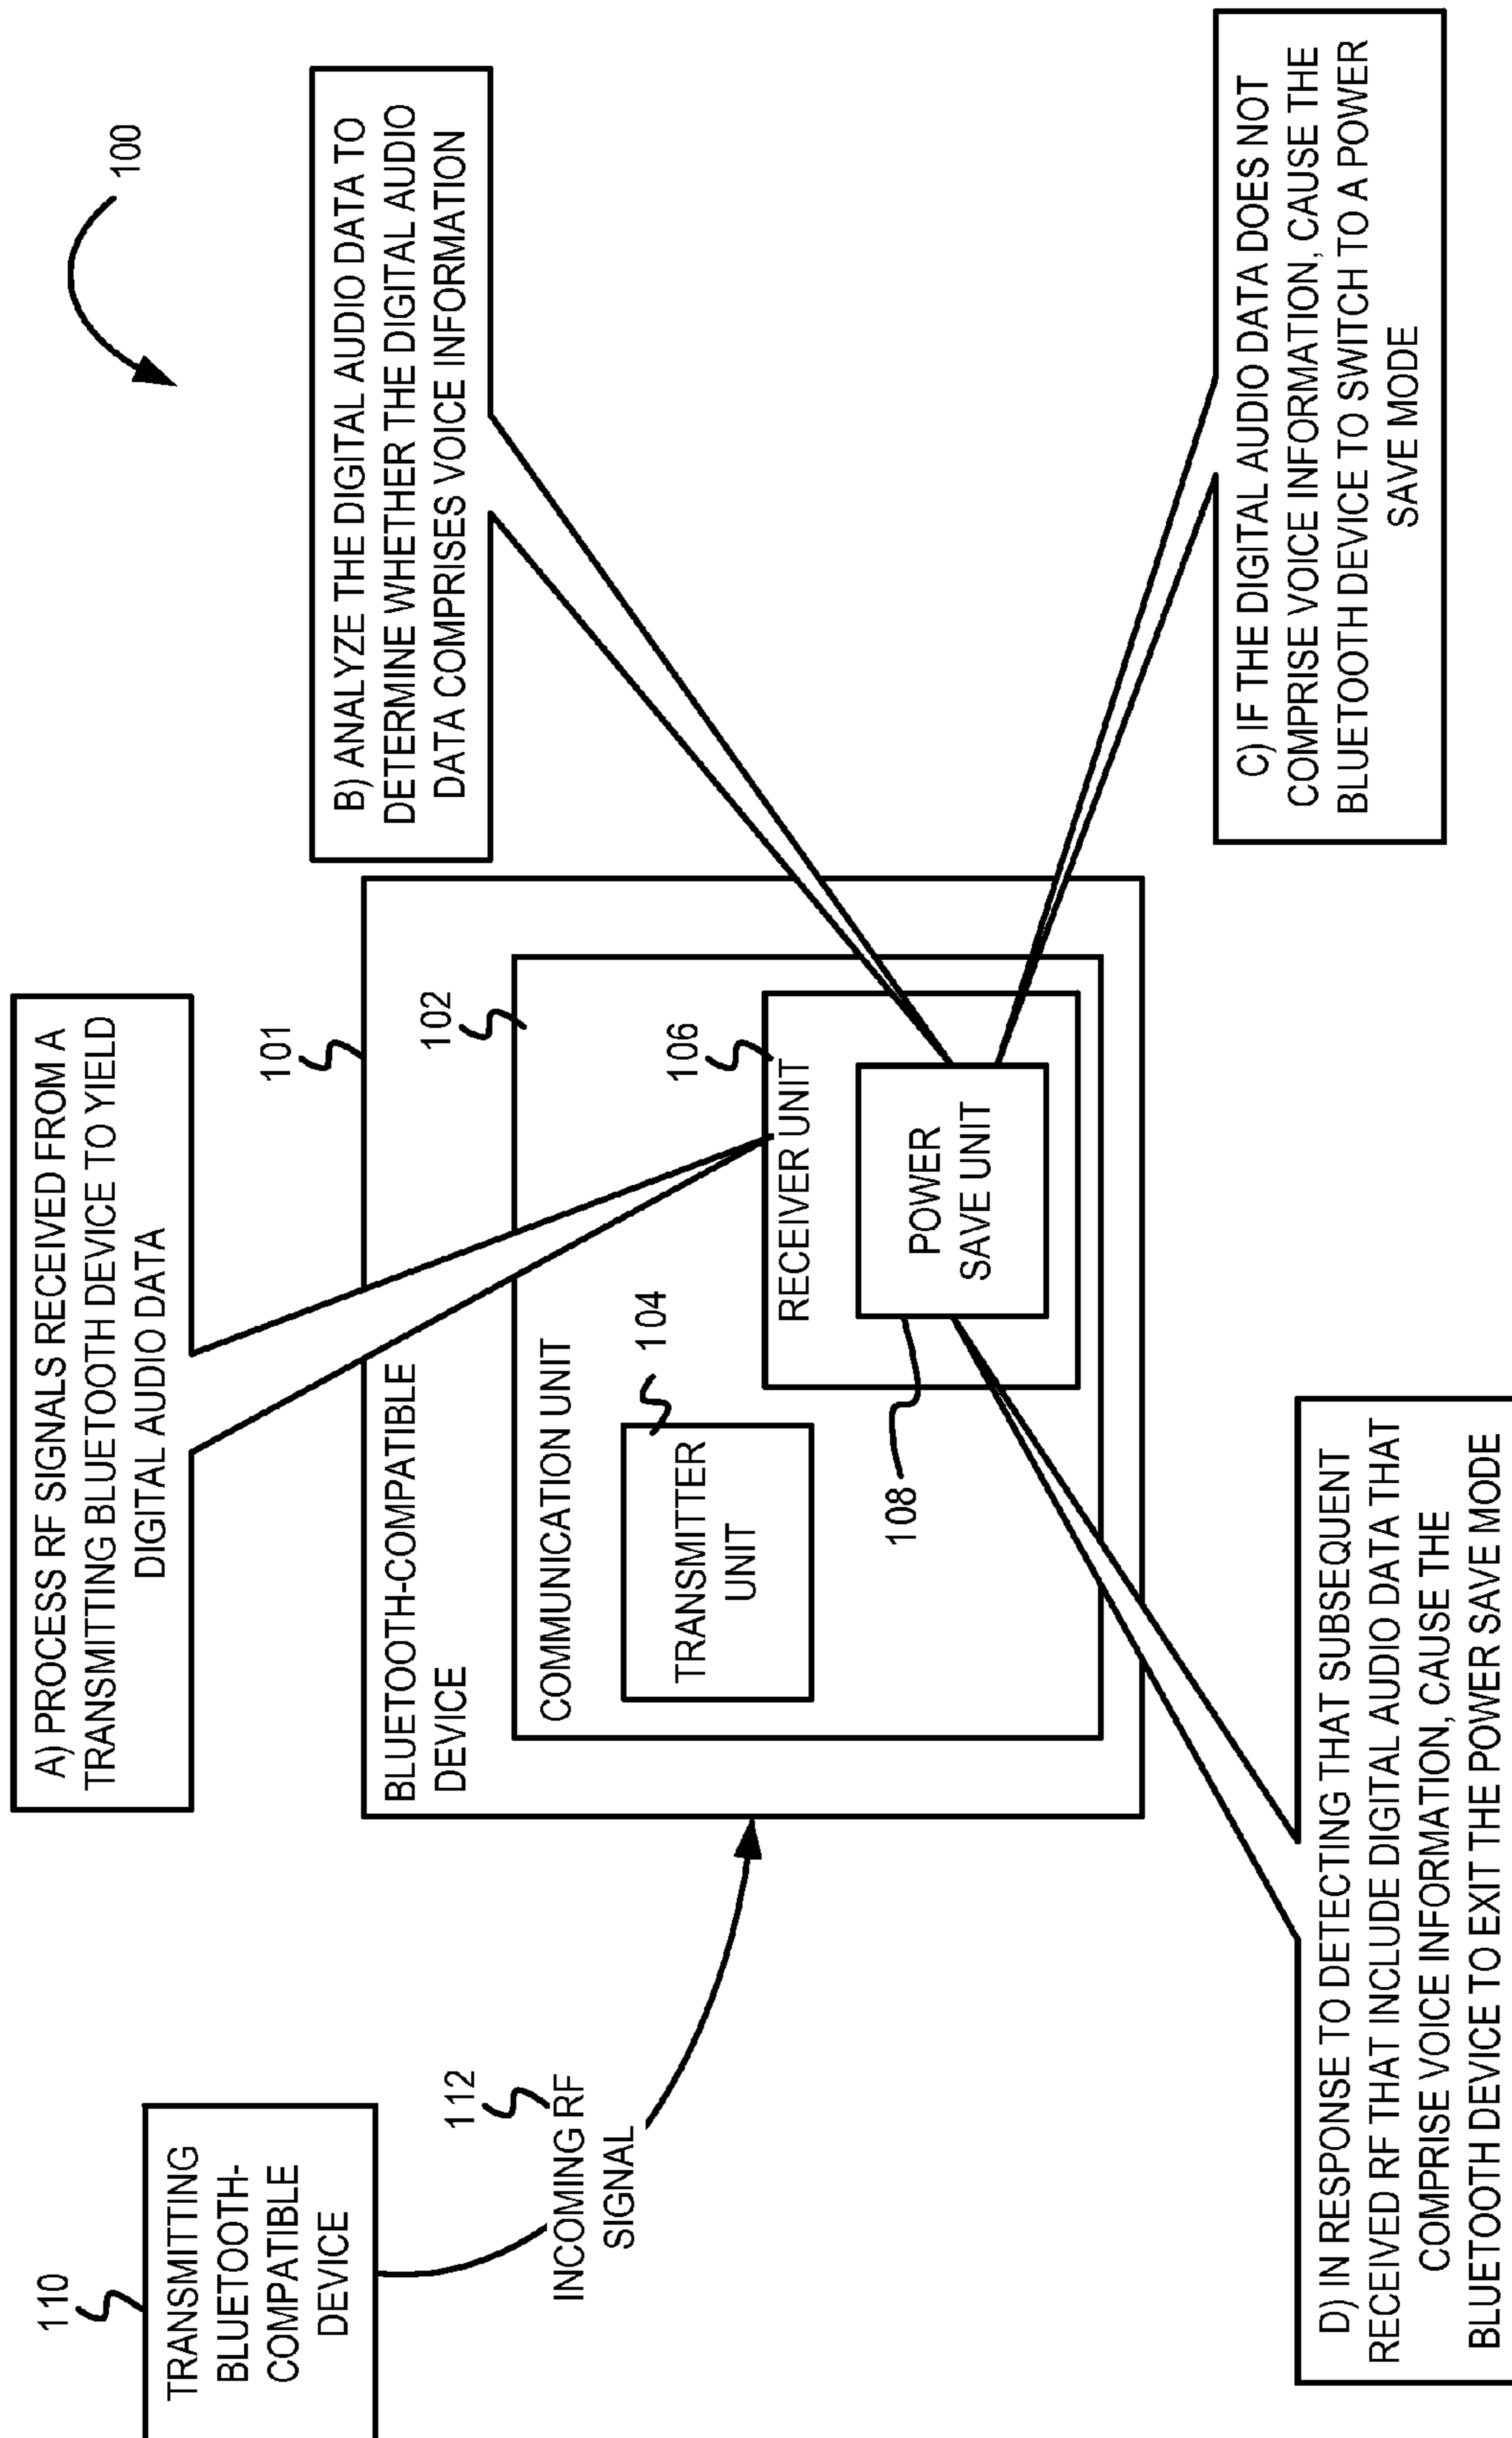 100
A) PROCESS RF SIGNALS RECEIVED FROM A
TRANSMITTING BLUETOOTH DEVICE TO YIELD
DIGITAL AUDIO DATA
B) ANALYZE THE DIGITAL AUDIO DATA TO
DETERMINE WHETHER THE DIGITAL AUDIO
DATA COMPRISES VOICE INFORMATION
110
TRANSMITTING
BLUETOOTH-
COMPATIBLE
DEVICE
112
INCOMING RF
SIGNAL
101
BLUETOOTH-COMPATIBLE
DEVICE
102
COMMUNICATION UNIT
104
TRANSMITTER
UNIT
106
RECEIVER UNIT
108
POWER
SAVE UNIT
D) IN RESPONSE TO DETECTING THAT SUBSEQUENT
RECEIVED RF THAT INCLUDE DIGITAL AUDIO DATA THAT
COMPRISE VOICE INFORMATION, CAUSE THE
BLUETOOTH DEVICE TO EXIT THE POWER SAVE MODE
C) IF THE DIGITAL AUDIO DATA DOES NOT
COMPRISE VOICE INFORMATION, CAUSE THE
BLUETOOTH DEVICE TO SWITCH TO A POWER
SAVE MODE